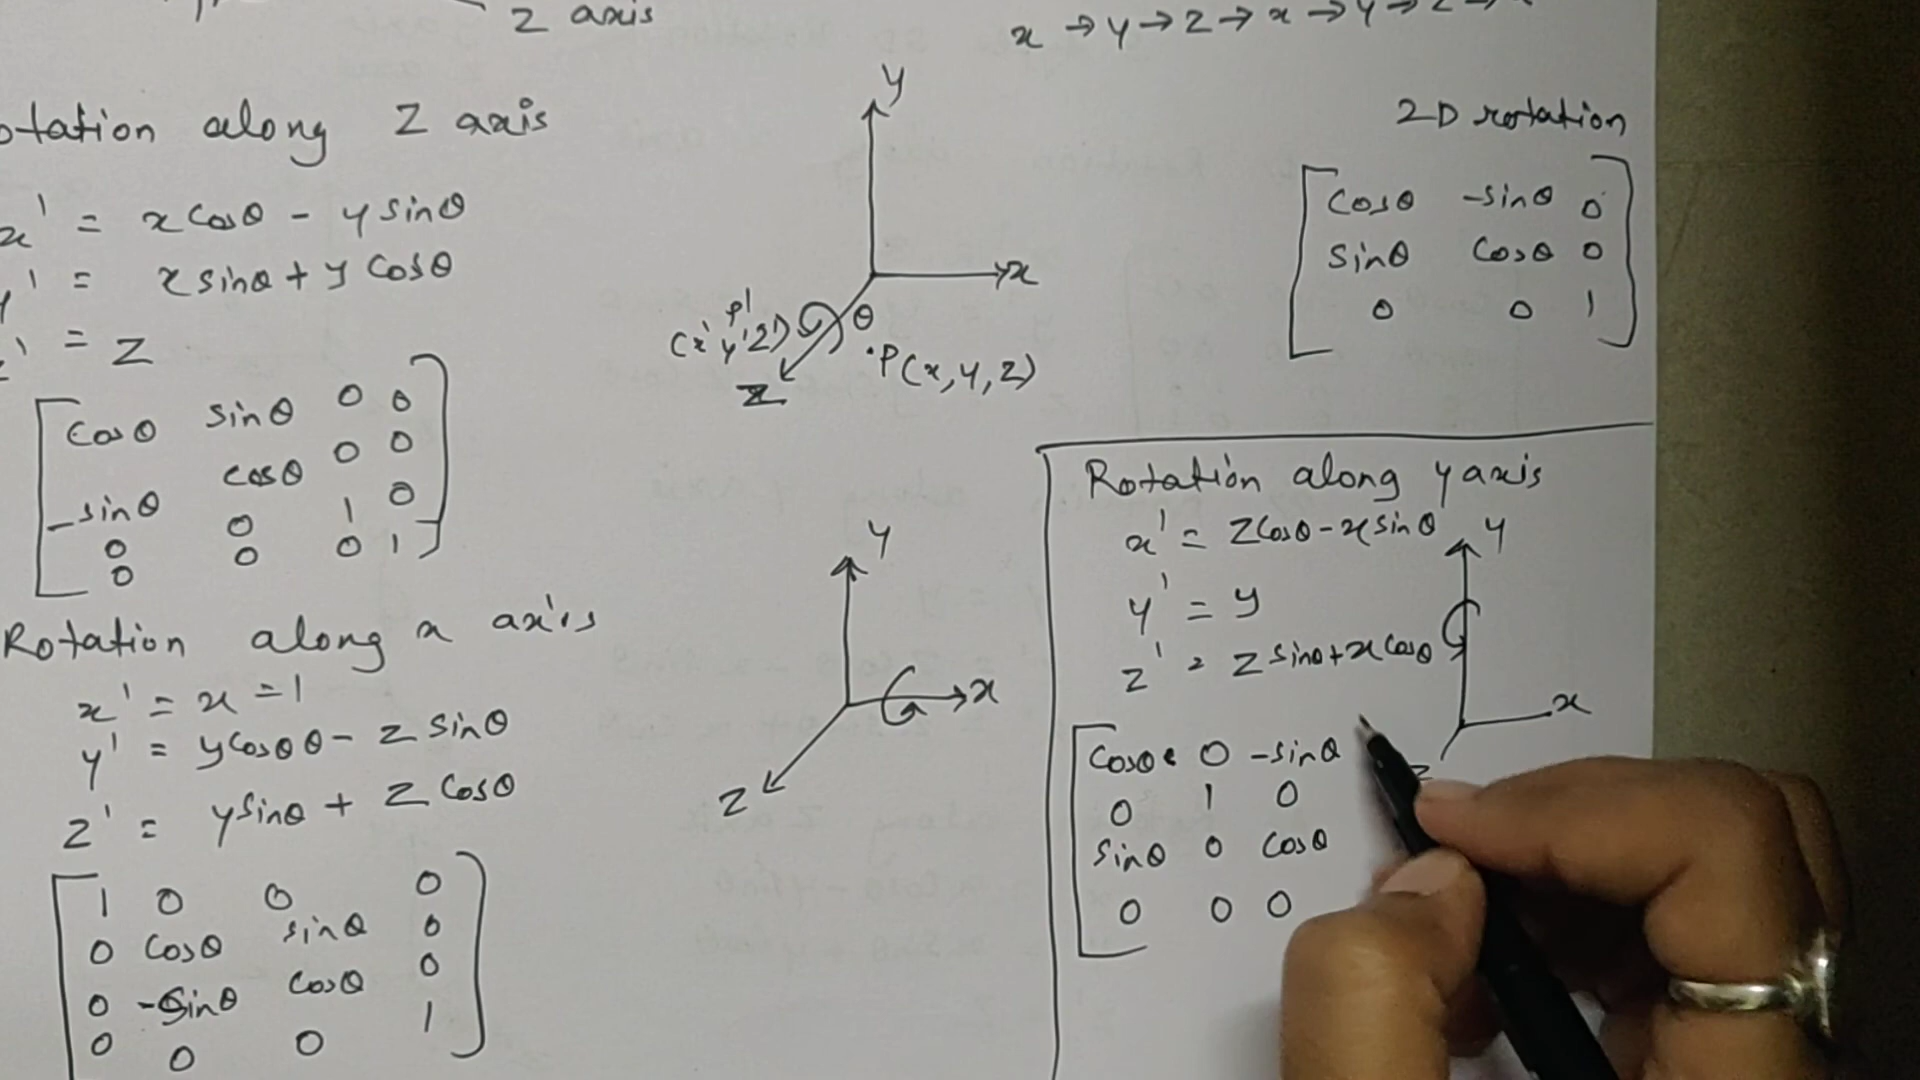 Z axis
x → y → z → x → y → z →
otation along Z axis
x' = x cosθ - y sinθ
y' = x sinθ + y cosθ
z' = z
cosθ sinθ 0 0
-sinθ cosθ 0 0
0 0 1 0
0 0 0 1
y
x
θ
P'
(x' y' z')
P(x, y, z)
Z
2D rotation
cosθ -sinθ 0
sinθ cosθ 0
0 0 1
Rotation along x axis
x' = x = 1
y' = y cosθ θ - z sinθ
z' = y sinθ + z cosθ
1 0 0 0
0 cosθ sinθ 0
0 -sinθ cosθ 0
0 0 0 1
y
x
z
Rotation along y axis
x' = z cosθ - x sinθ
y' = y
z' = z sinθ + x cosθ
y
x
z
cosθ 0 -sinθ
0 1 0
sinθ 0 cosθ
0 0 0